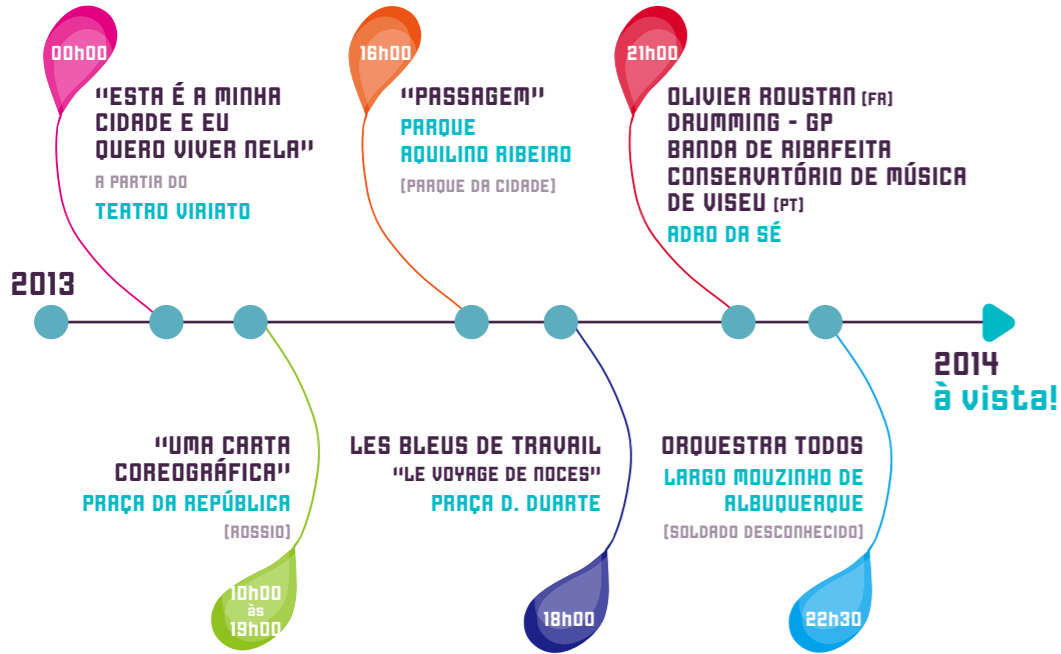 00h00
"ESTA É A MINHA
CIDADE E EU
QUERO VIVER NELA"
A PARTIR DO
TEATRO VIRIATO
16h00
"PASSAGEM"
PARQUE
AQUILINO RIBEIRO
[PARQUE DA CIDADE]
21h00
OLIVIER ROUSTAN [FR]
DRUMMING - GP
BANDA DE RIBAFEITA
CONSERVATÓRIO DE MÚSICA
DE VISEU [PT]
ADRO DA SÉ
2013
2014
à vista!
"UMA CARTA
COREOGRÁFICA"
PRAÇA DA REPÚBLICA
[ROSSIO]
10h00
às
19h00
LES BLEUS DE TRAVAIL
"LE VOYAGE DE NOCES"
PRAÇA D. DUARTE
18h00
ORQUESTRA TODOS
LARGO MOUZINHO DE
ALBUQUERQUE
[SOLDADO DESCONHECIDO]
22h30